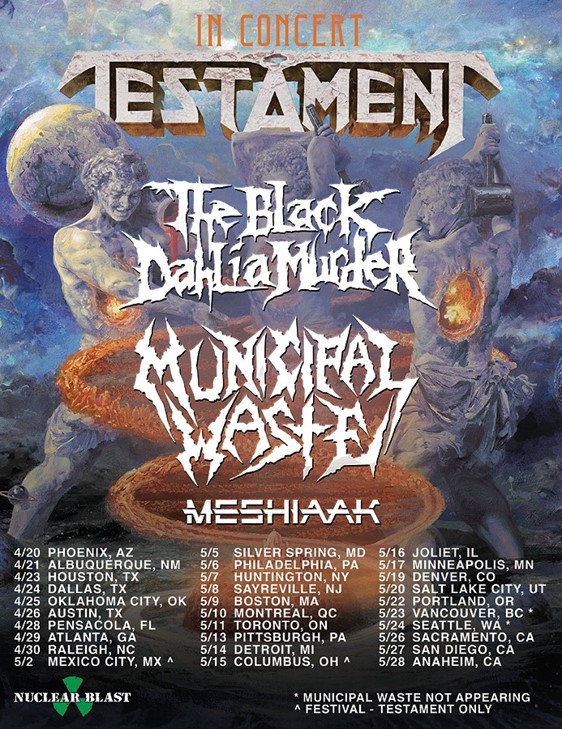 IN CONCERT
TESTAMENT
THE BLACK
DAHLIA MURDER
MUNICIPAL
WASTE
MESHIAAK
4/20 PHOENIX, AZ
4/21 ALBUQUERQUE, NM
4/23 HOUSTON, TX
4/24 DALLAS, TX
4/25 OKLAHOMA CITY, OK
4/26 AUSTIN, TX
4/28 PENSACOLA, FL
4/29 ATLANTA, GA
4/30 RALEIGH, NC
5/2 MEXICO CITY, MX ^
5/5 SILVER SPRING, MD
5/6 PHILADELPHIA, PA
5/7 HUNTINGTON, NY
5/8 SAYREVILLE, NJ
5/9 BOSTON, MA
5/10 MONTREAL, QC
5/11 TORONTO, ON
5/13 PITTSBURGH, PA
5/14 DETROIT, MI
5/15 COLUMBUS, OH ^
5/16 JOLIET, IL
5/17 MINNEAPOLIS, MN
5/19 DENVER, CO
5/20 SALT LAKE CITY, UT
5/22 PORTLAND, OR
5/23 VANCOUVER, BC *
5/24 SEATTLE, WA *
5/26 SACRAMENTO, CA
5/27 SAN DIEGO, CA
5/28 ANAHEIM, CA
NUCLEAR BLAST
* MUNICIPAL WASTE NOT APPEARING
^ FESTIVAL - TESTAMENT ONLY